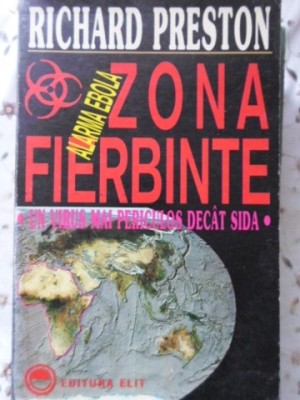 RICHARD PRESTON
ALARMA EBOLA
ZONA
FIERBINTE
• UN VIRUS MAI PERICULOS DECÂT SIDA •
EDITURA ELIT